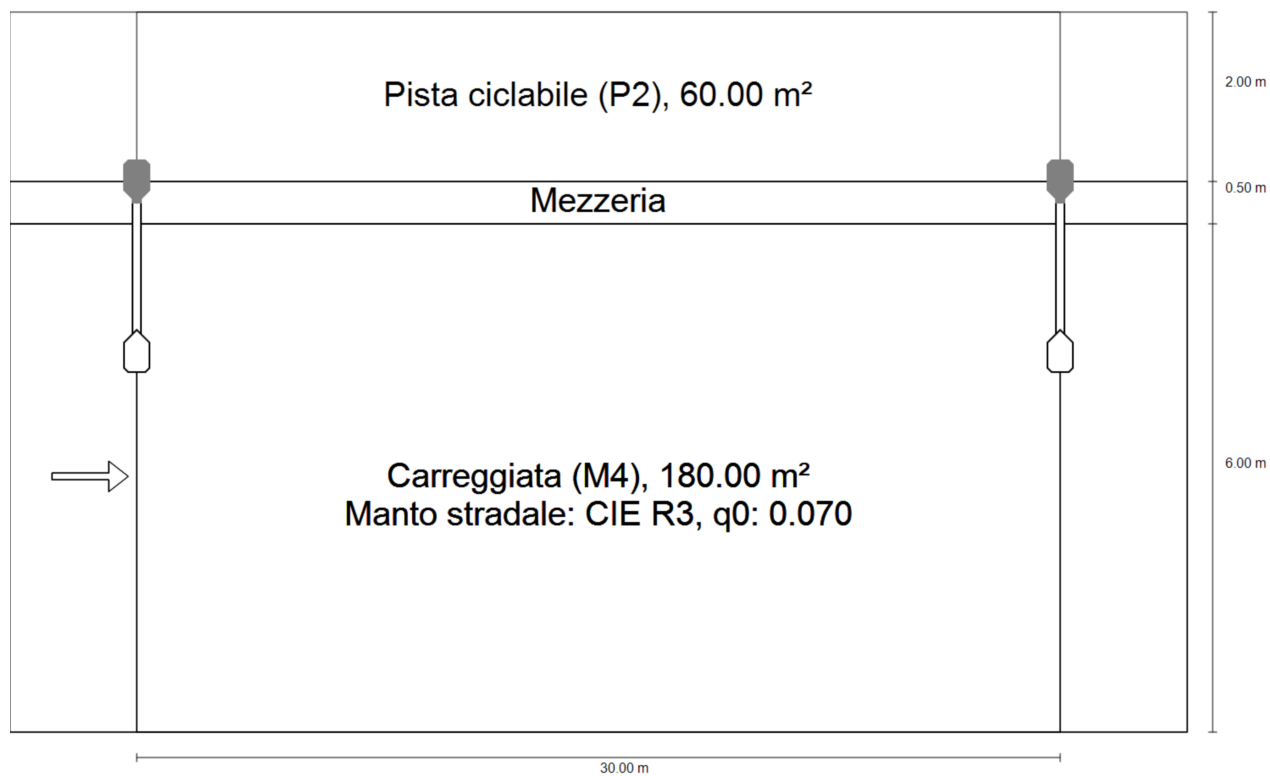 Pista ciclabile (P2), 60.00 m²
2.00 m
Mezzeria
0.50 m
Carreggiata (M4), 180.00 m²
Manto stradale: CIE R3, q0: 0.070
6.00 m
30.00 m